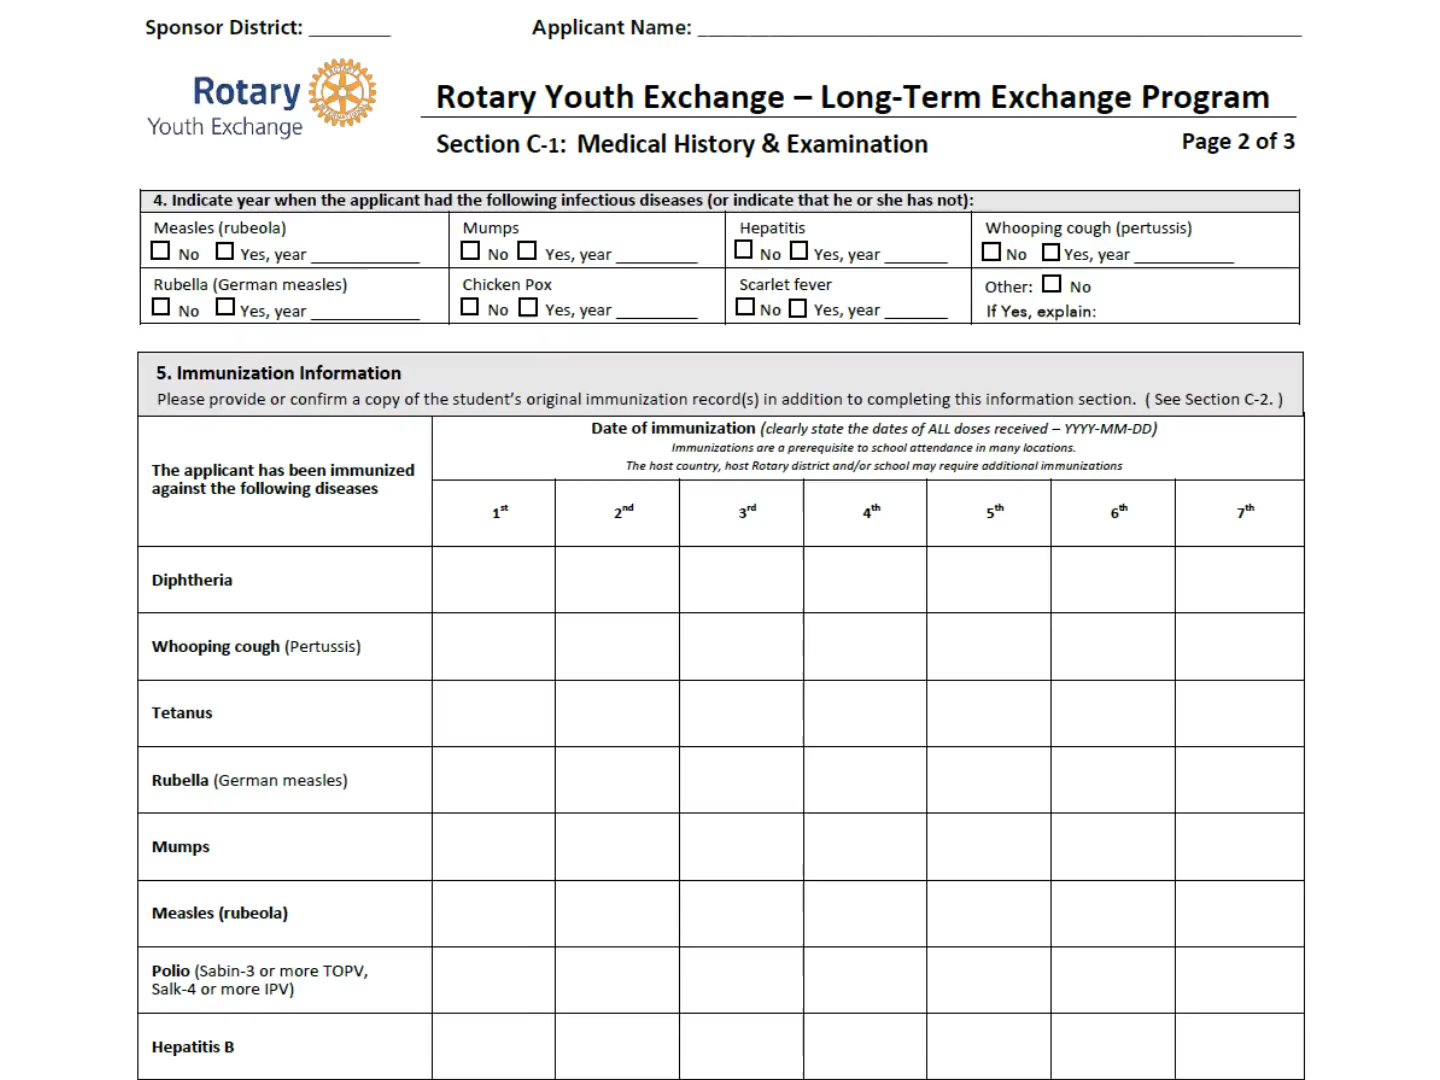 Sponsor District: ________ Applicant Name: ____________________
Rotary
Youth Exchange
Rotary Youth Exchange – Long-Term Exchange Program
Section C-1: Medical History & Examination Page 2 of 3
4. Indicate year when the applicant had the following infectious diseases (or indicate that he or she has not):
Measles (rubeola) Mumps Hepatitis Whooping cough (pertussis)
☐ No ☐ Yes, year __________ ☐ No ☐ Yes, year ________ ☐ No ☐ Yes, year ______ ☐ No ☐ Yes, year __________
Rubella (German measles) Chicken Pox Scarlet fever Other: ☐ No
☐ No ☐ Yes, year __________ ☐ No ☐ Yes, year ________ ☐ No ☐ Yes, year ______ If Yes, explain:
5. Immunization Information
Please provide or confirm a copy of the student’s original immunization record(s) in addition to completing this information section. ( See Section C-2. )
The applicant has been immunized
against the following diseases
Date of immunization (clearly state the dates of ALL doses received – YYYY-MM-DD)
Immunizations are a prerequisite to school attendance in many locations.
The host country, host Rotary district and/or school may require additional immunizations
1st 2nd 3rd 4th 5th 6th 7th
Diphtheria
Whooping cough (Pertussis)
Tetanus
Rubella (German measles)
Mumps
Measles (rubeola)
Polio (Sabin-3 or more TOPV,
Salk-4 or more IPV)
Hepatitis B